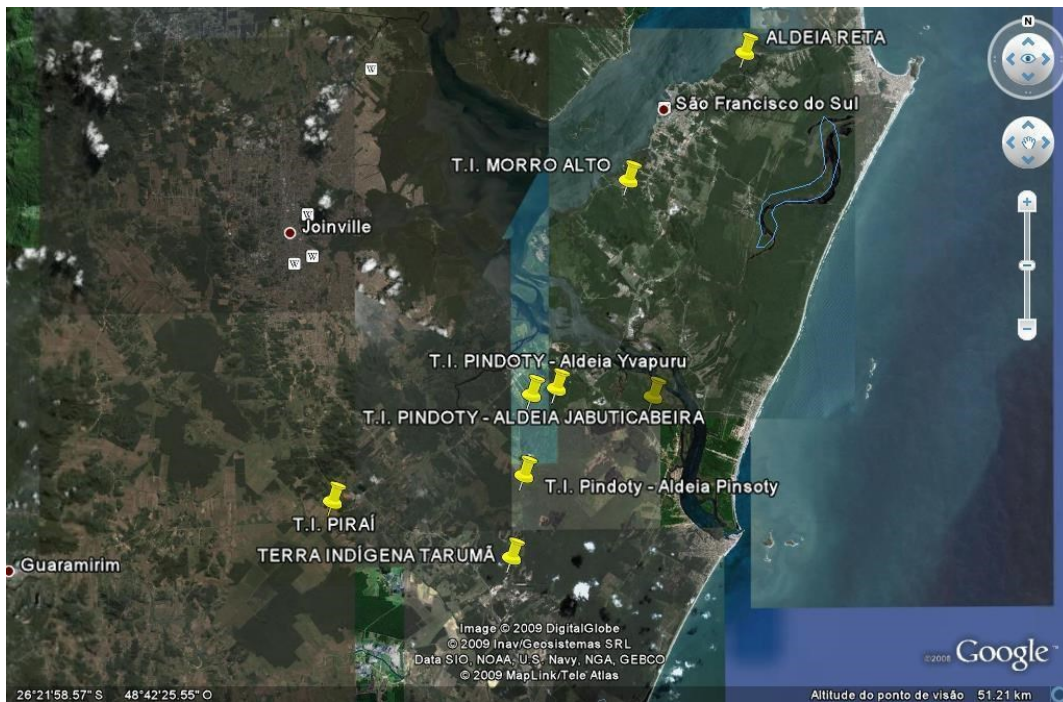 N
ALDEIA RETA
São Francisco do Sul
T.I. MORRO ALTO
W
Joinville
W
W
W
T.I. PINDOTY - Aldeia Yvapuru
T.I. PINDOTY - ALDEIA JABUTICABEIRA
T.I. Pindoty - Aldeia Pinsoty
T.I. PIRAÍ
TERRA INDÍGENA TARUMÃ
Guaramirim
Image © 2009 DigitalGlobe
© 2009 Inav/Geosistemas SRL
Data SIO, NOAA, U.S. Navy, NGA, GEBCO
© 2009 MapLink/Tele Atlas
©2008 Google™
26°21'58.57" S 48°42'25.55" O
Altitude do ponto de visão 51.21 km